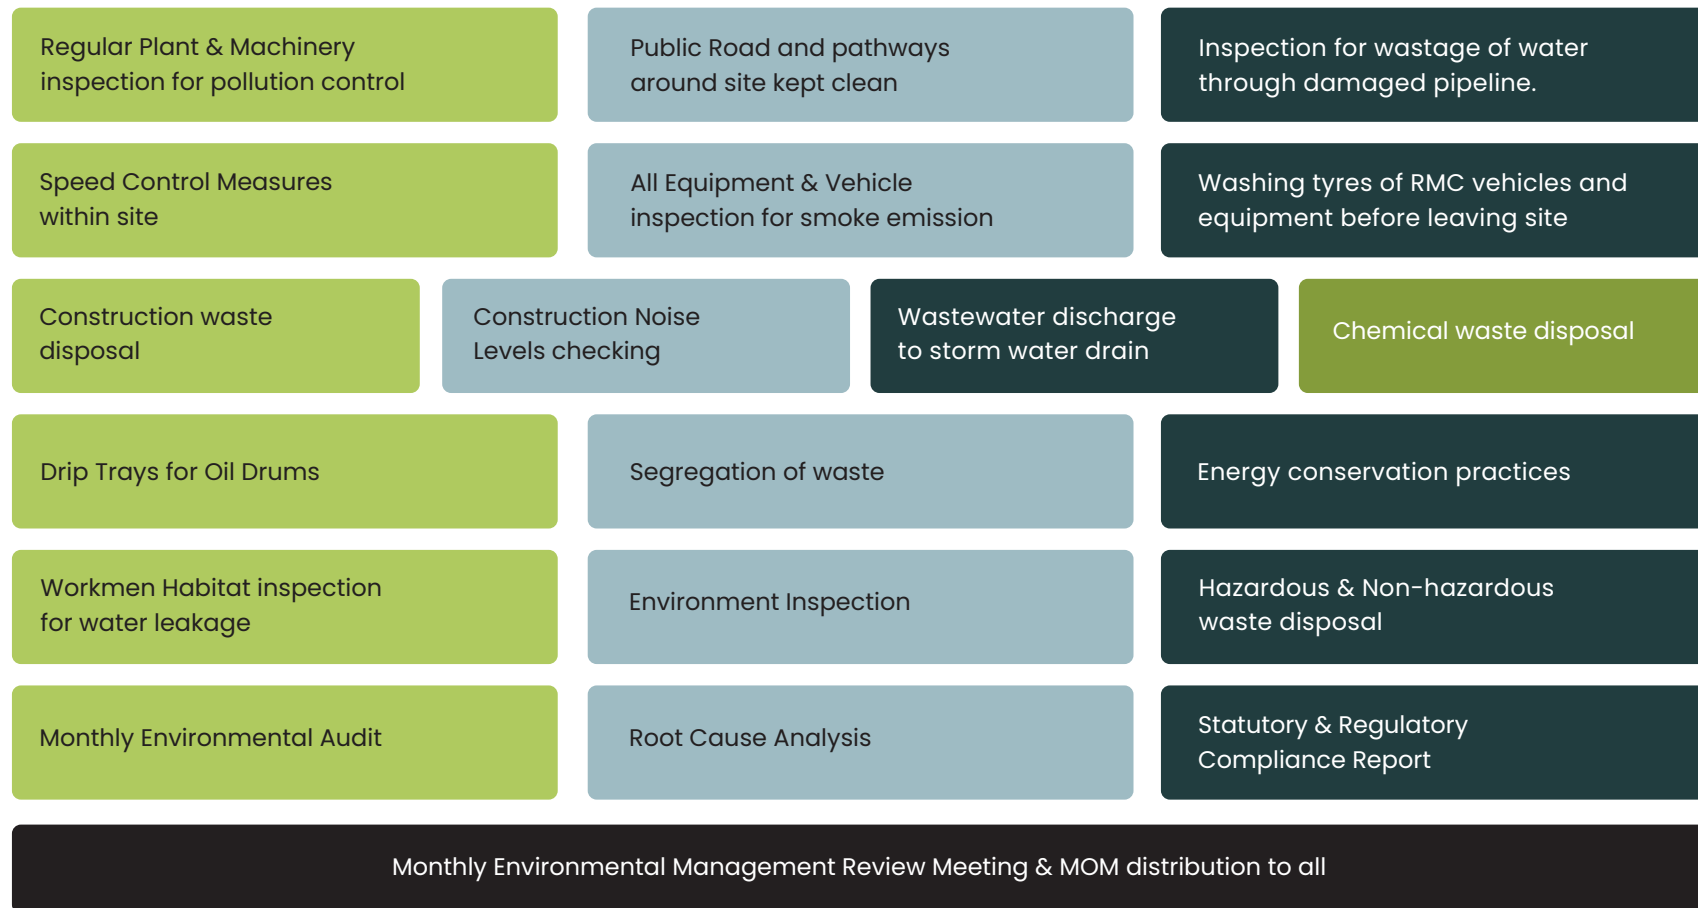 Regular Plant & Machinery
inspection for pollution control
Public Road and pathways
around site kept clean
Inspection for wastage of water
through damaged pipeline.
Speed Control Measures
within site
All Equipment & Vehicle
inspection for smoke emission
Washing tyres of RMC vehicles and
equipment before leaving site
Construction waste
disposal
Construction Noise
Levels checking
Wastewater discharge
to storm water drain
Chemical waste disposal
Drip Trays for Oil Drums
Segregation of waste
Energy conservation practices
Workmen Habitat inspection
for water leakage
Environment Inspection
Hazardous & Non-hazardous
waste disposal
Monthly Environmental Audit
Root Cause Analysis
Statutory & Regulatory
Compliance Report
Monthly Environmental Management Review Meeting & MOM distribution to all